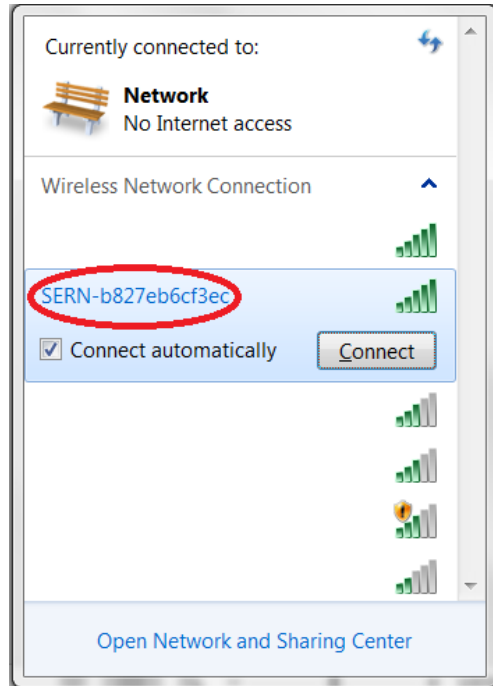 Currently connected to:
Network
No Internet access
Wireless Network Connection
SERN-b827eb6cf3ec
Connect automatically
Connect
Open Network and Sharing Center